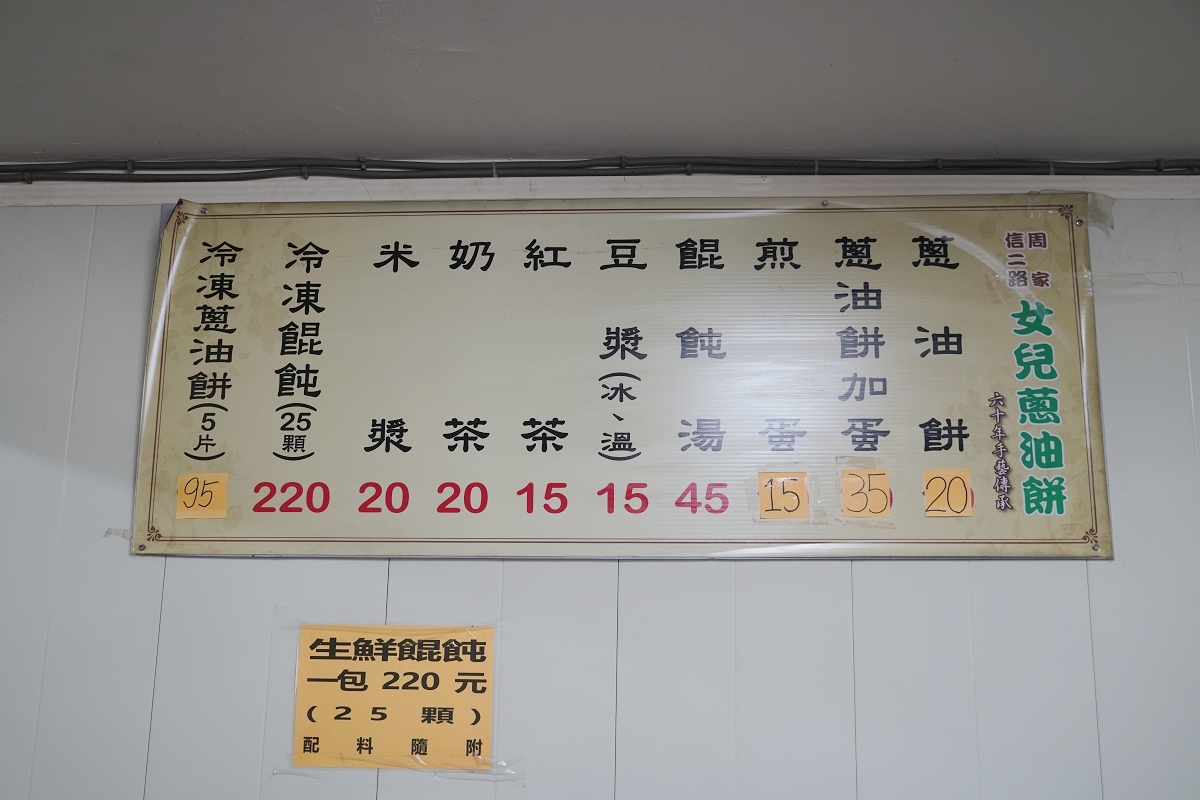 周家
信二路
女兒蔥油餅
六十年手藝傳承
蔥油餅 20
蔥油餅加蛋 35
煎蛋 15
餛飩湯 45
豆漿(冰、溫) 15
紅茶 15
奶茶 20
米漿 20
冷凍餛飩(25顆) 220
冷凍蔥油餅(5片) 95
生鮮餛飩
一包 220 元
(25 顆)
配料隨附